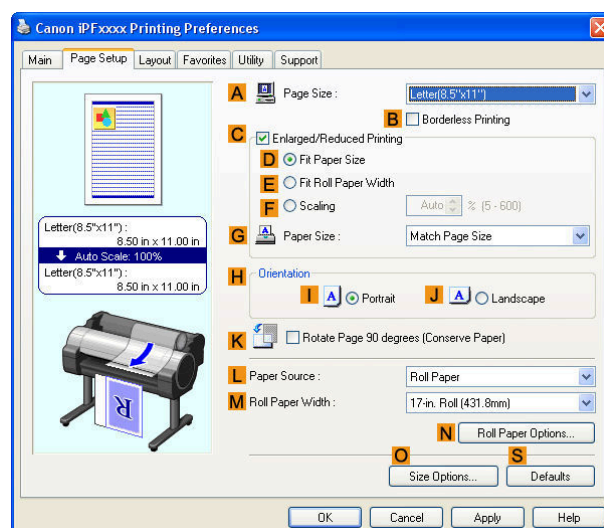 Canon iPFxxxx Printing Preferences
Main Page Setup Layout Favorites Utility Support
A Page Size : Letter(8.5"x11")
B Borderless Printing
C Enlarged/Reduced Printing
D Fit Paper Size
E Fit Roll Paper Width
F Scaling Auto % (5 - 600)
G Paper Size : Match Page Size
Letter(8.5"x11") :
8.50 in x 11.00 in
Auto Scale: 100%
Letter(8.5"x11") :
8.50 in x 11.00 in
H Orientation
I A Portrait J A Landscape
K Rotate Page 90 degrees (Conserve Paper)
L Paper Source : Roll Paper
M Roll Paper Width : 17-in. Roll (431.8mm)
R
N Roll Paper Options...
O S
Size Options... Defaults
OK Cancel Apply Help